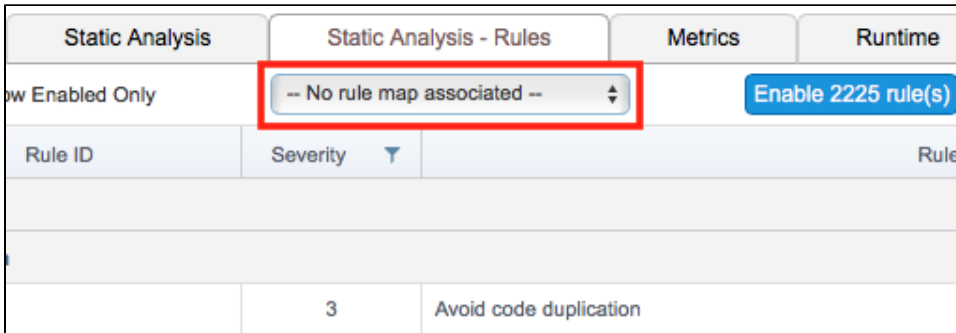 Static Analysis Static Analysis - Rules Metrics Runtime
ow Enabled Only -- No rule map associated -- Enable 2225 rule(s)
Rule ID Severity Rule
3 Avoid code duplication